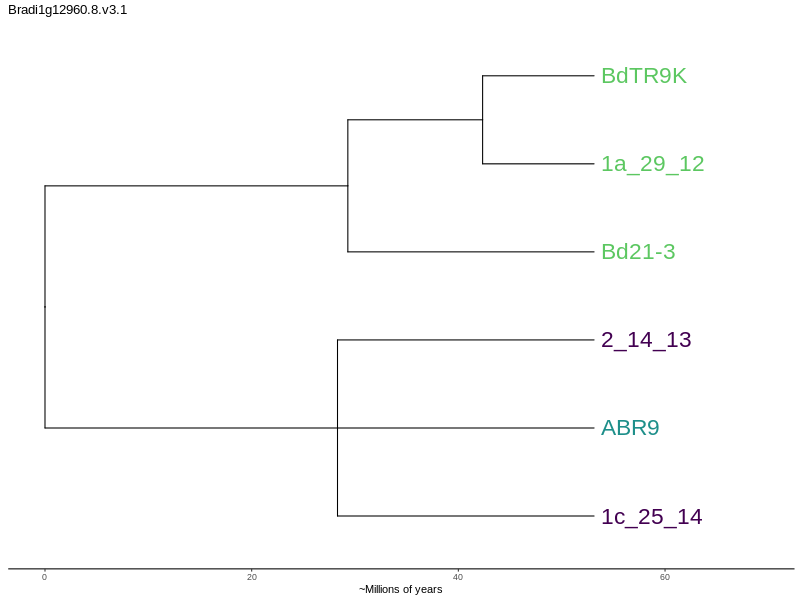 Bradi1g12960.8.v3.1
BdTR9K
1a_29_12
Bd21-3
2_14_13
ABR9
1c_25_14
0 20 40 60
~Millions of years